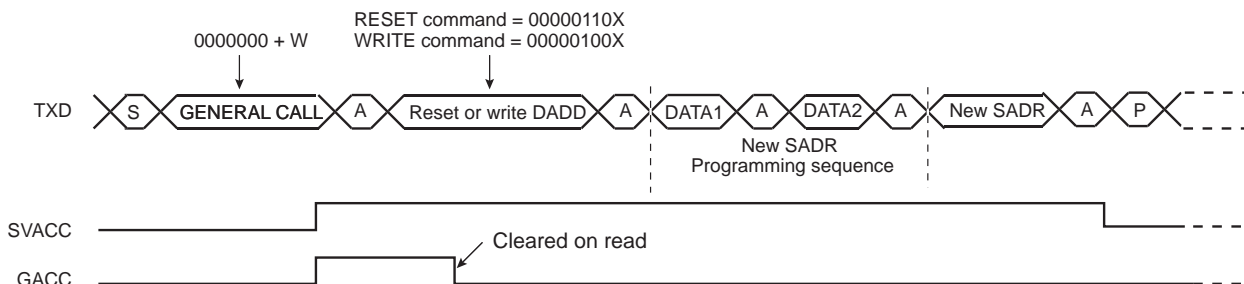 RESET command = 00000110X
0000000 + W
WRITE command = 00000100X
TXD S GENERAL CALL A Reset or write DADD A DATA1 A DATA2 A New SADR A P
New SADR
Programming sequence
SVACC
Cleared on read
GACC